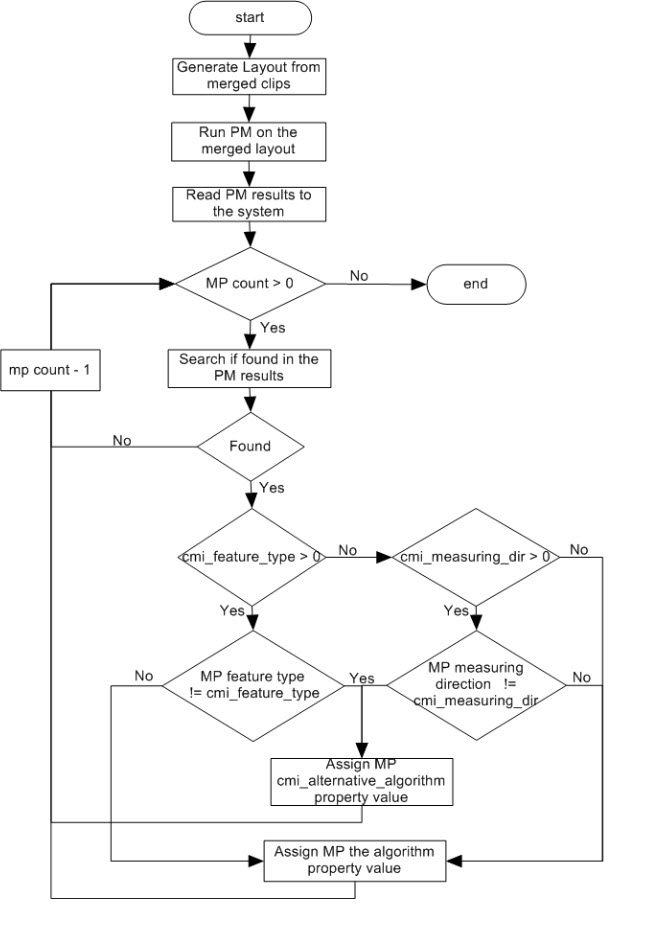 start
Generate Layout from
merged clips
Run PM on the
merged layout
Read PM results to
the system
MP count > 0
No
end
Yes
mp count - 1
Search if found in the
PM results
No
Found
Yes
cmi_feature_type > 0
No
cmi_measuring_dir > 0
No
Yes
Yes
No
MP feature type
!= cmi_feature_type
Yes
MP measuring
direction !=
cmi_measuring_dir
No
Assign MP
cmi_alternative_algorithm
property value
Assign MP the algorithm
property value